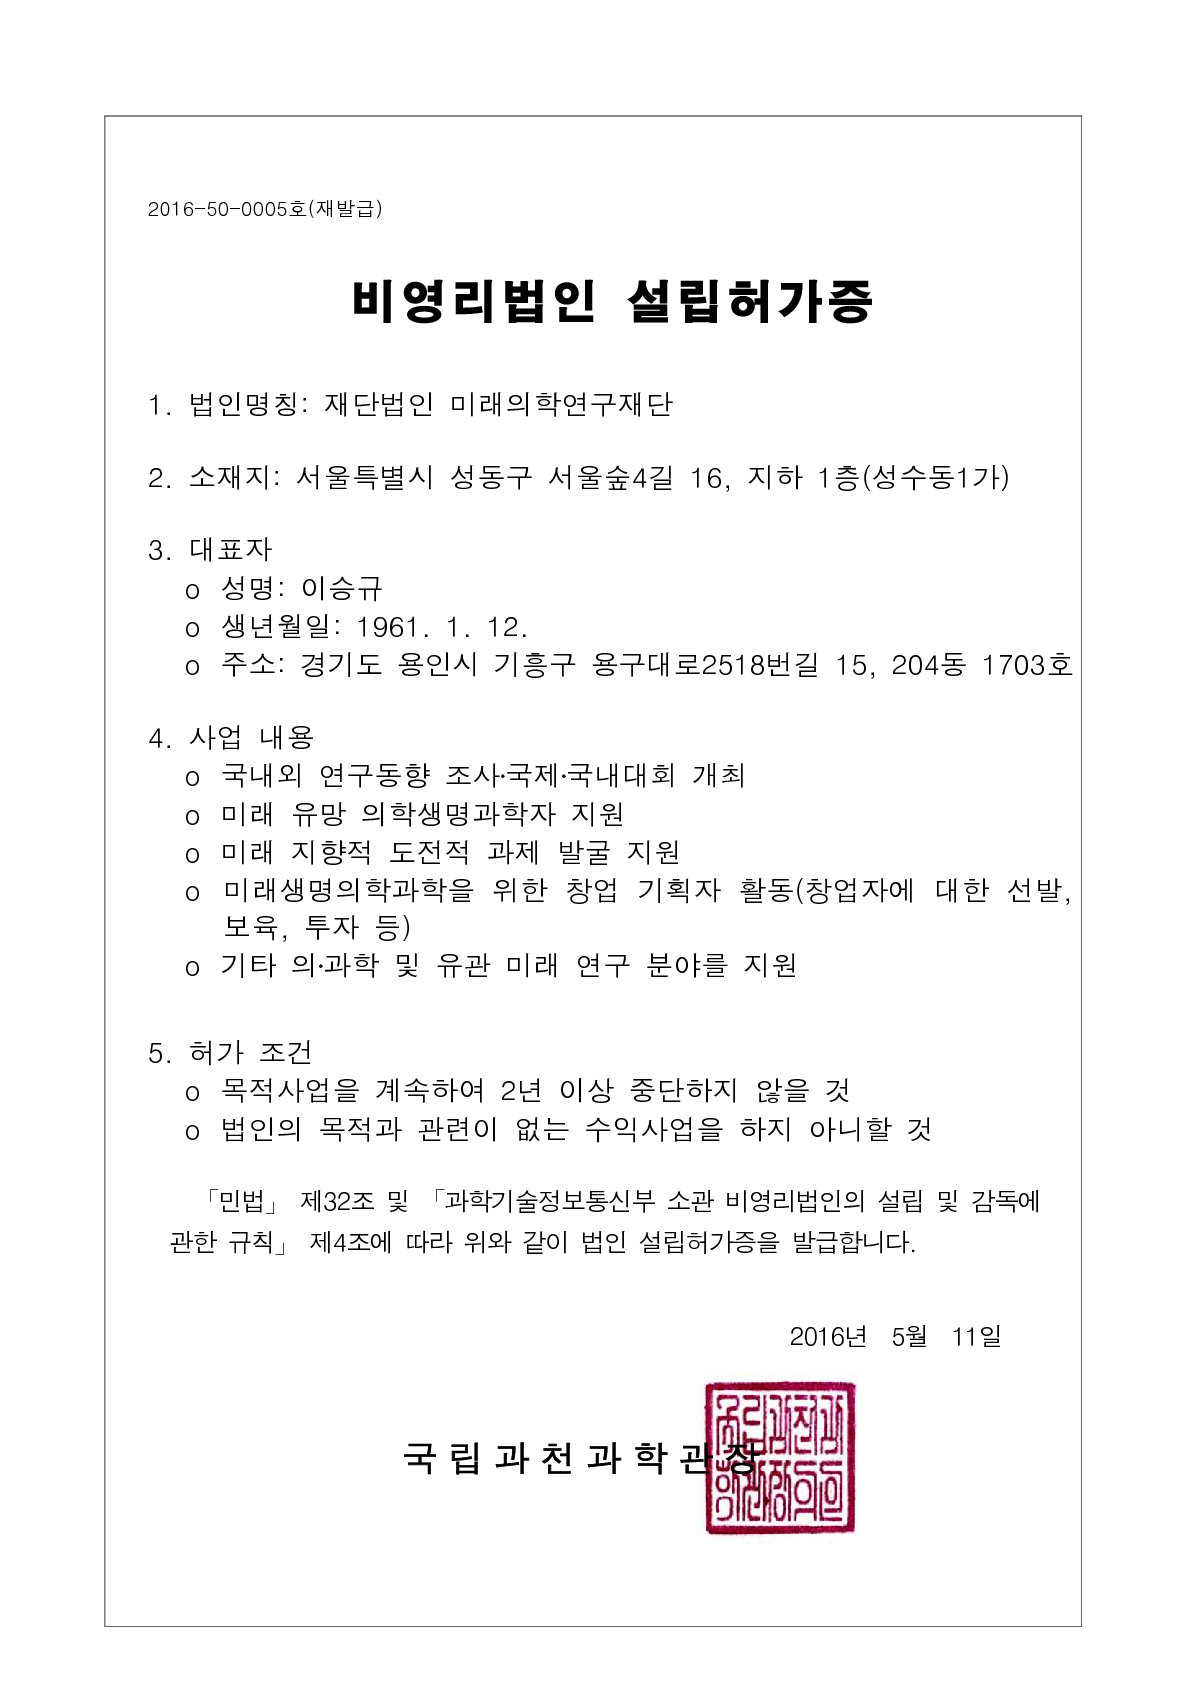 2016-50-0005호(재발급)
비영리법인 설립허가증
1. 법인명칭: 재단법인 미래의학연구재단
2. 소재지: 서울특별시 성동구 서울숲4길 16, 지하 1층(성수동1가)
3. 대표자
o 성명: 이승규
o 생년월일: 1961. 1. 12.
o 주소: 경기도 용인시 기흥구 용구대로2518번길 15, 204동 1703호
4. 사업 내용
o 국내외 연구동향 조사·국제·국내대회 개최
o 미래 유망 의학생명과학자 지원
o 미래 지향적 도전적 과제 발굴 지원
o 미래생명의학과학을 위한 창업 기획자 활동(창업자에 대한 선발,
보육, 투자 등)
o 기타 의·과학 및 유관 미래 연구 분야를 지원
5. 허가 조건
o 목적사업을 계속하여 2년 이상 중단하지 않을 것
o 법인의 목적과 관련이 없는 수익사업을 하지 아니할 것
「민법」 제32조 및 「과학기술정보통신부 소관 비영리법인의 설립 및 감독에
관한 규칙」 제4조에 따라 위와 같이 법인 설립허가증을 발급합니다.
2016년 5월 11일
국립과천과학관장